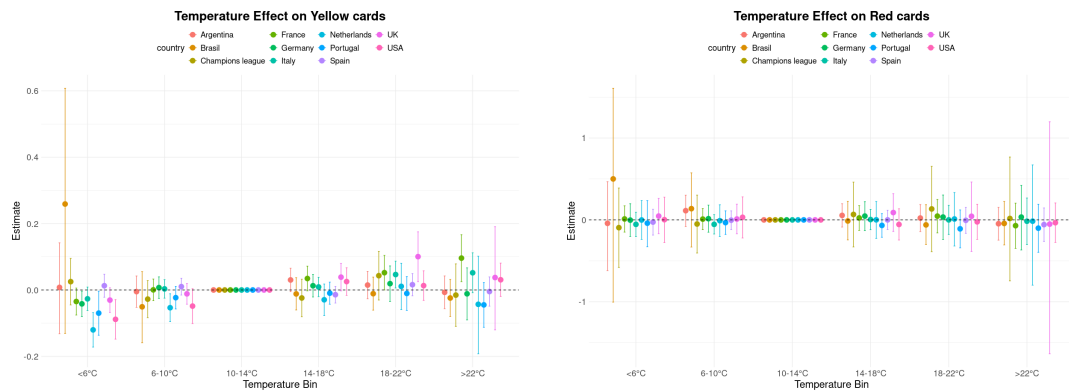 Temperature Effect on Yellow cards
country
Argentina France Netherlands UK
Brasil Germany Portugal USA
Champions league Italy Spain
Estimate
0.6
0.4
0.2
0.0
-0.2
<6°C 6-10°C 10-14°C 14-18°C 18-22°C >22°C
Temperature Bin
Temperature Effect on Red cards
country
Argentina France Netherlands UK
Brasil Germany Portugal USA
Champions league Italy Spain
Estimate
1
0
-1
<6°C 6-10°C 10-14°C 14-18°C 18-22°C >22°C
Temperature Bin